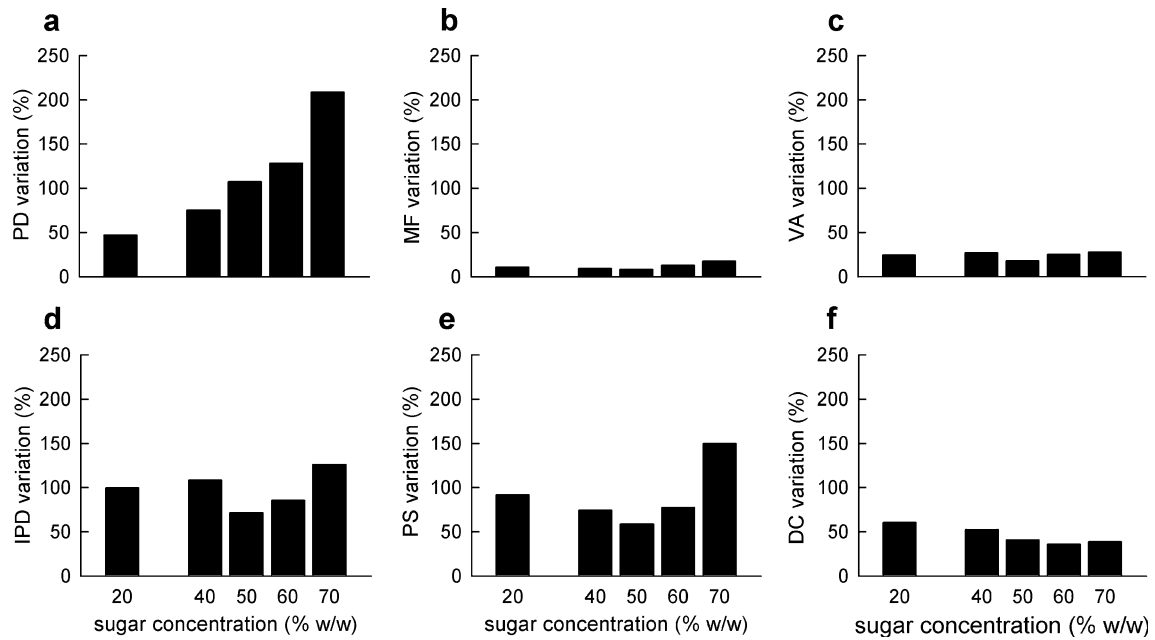 a
PD variation (%)
250
200
150
100
50
0
b
MF variation (%)
250
200
150
100
50
0
c
VA variation (%)
250
200
150
100
50
0
d
IPD variation (%)
250
200
150
100
50
0
20 40 50 60 70
sugar concentration (% w/w)
e
PS variation (%)
250
200
150
100
50
0
20 40 50 60 70
sugar concentration (% w/w)
f
DC variation (%)
250
200
150
100
50
0
20 40 50 60 70
sugar concentration (% w/w)